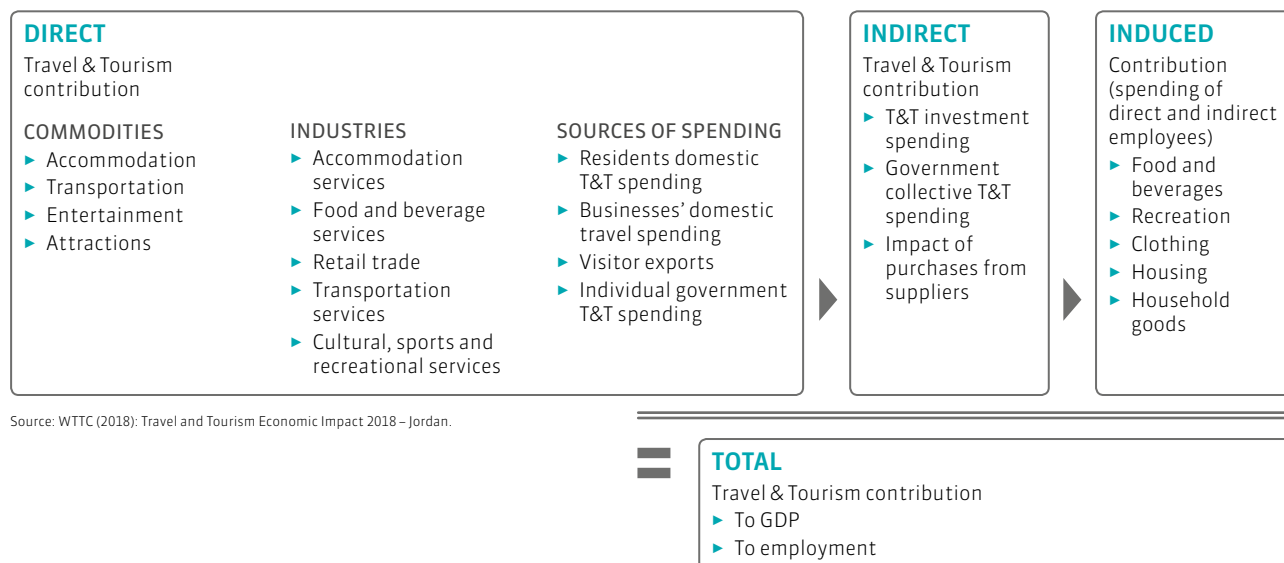 DIRECT
Travel & Tourism
contribution
COMMODITIES
► Accommodation
► Transportation
► Entertainment
► Attractions
INDUSTRIES
► Accommodation
services
► Food and beverage
services
► Retail trade
► Transportation
services
► Cultural, sports and
recreational services
SOURCES OF SPENDING
► Residents domestic
T&T spending
► Businesses’ domestic
travel spending
► Visitor exports
► Individual government
T&T spending
INDIRECT
Travel & Tourism
contribution
► T&T investment
spending
► Government
collective T&T
spending
► Impact of
purchases from
suppliers
INDUCED
Contribution
(spending of
direct and indirect
employees)
► Food and
beverages
► Recreation
► Clothing
► Housing
► Household
goods
Source: WTTC (2018): Travel and Tourism Economic Impact 2018 – Jordan.
=
TOTAL
Travel & Tourism contribution
► To GDP
► To employment